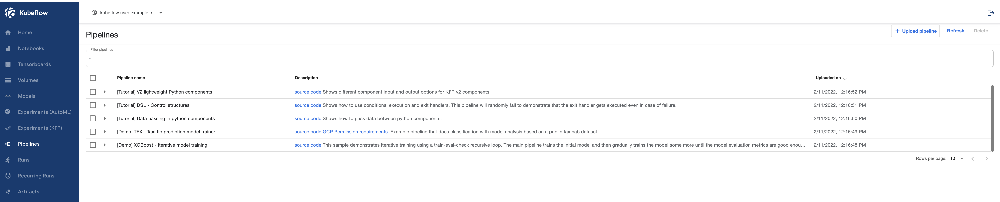 Kubeflow
kubeflow-user-example-c...
Home
Notebooks
Tensorboards
Volumes
Models
Experiments (AutoML)
Experiments (KFP)
Pipelines
Runs
Recurring Runs
Artifacts
Pipelines
+ Upload pipeline Refresh Delete
Filter pipelines
Pipeline name Description Uploaded on
[Tutorial] V2 lightweight Python components source code Shows different component input and output options for KFP v2 components. 2/11/2022, 12:16:52 PM
[Tutorial] DSL - Control structures source code Shows how to use conditional execution and exit handlers. This pipeline will randomly fail to demonstrate that the exit handler gets executed even in case of failure. 2/11/2022, 12:16:51 PM
[Tutorial] Data passing in python components source code Shows how to pass data between python components. 2/11/2022, 12:16:50 PM
[Demo] TFX - Taxi tip prediction model trainer source code GCP Permission requirements. Example pipeline that does classification with model analysis based on a public tax cab dataset. 2/11/2022, 12:16:49 PM
[Demo] XGBoost - Iterative model training source code This sample demonstrates iterative training using a train-eval-check recursive loop. The main pipeline trains the initial model and then gradually trains the model some more until the model evaluation metrics are good enou... 2/11/2022, 12:16:48 PM
Rows per page: 10